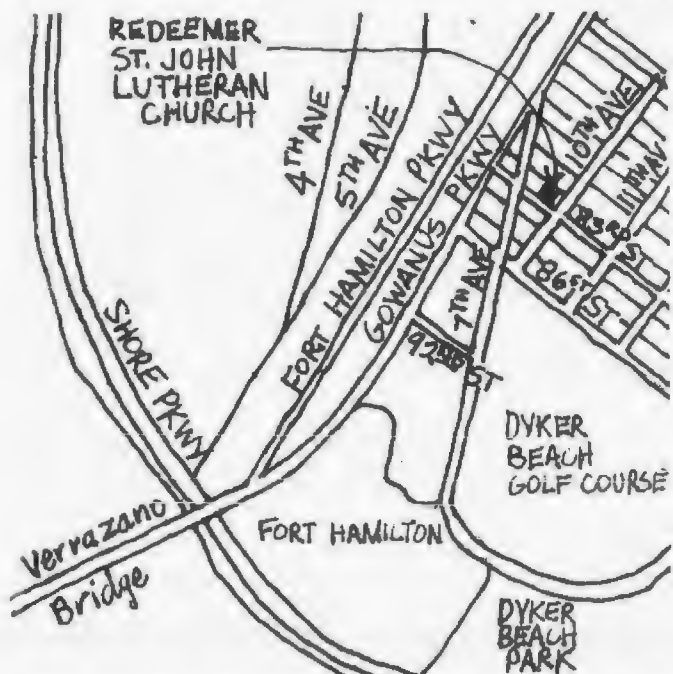 REDEEMER
ST. JOHN
LUTHERAN
CHURCH
4TH AVE
5TH AVE
FORT HAMILTON PKWY
GOWANUS PKWY
7TH AVE
10TH AVE
11TH AV
83RD ST
86ST ST
92ND ST
SHORE PKWY
DYKER
BEACH
GOLF COURSE
FORT HAMILTON
Verrazano
Bridge
DYKER
BEACH
PARK